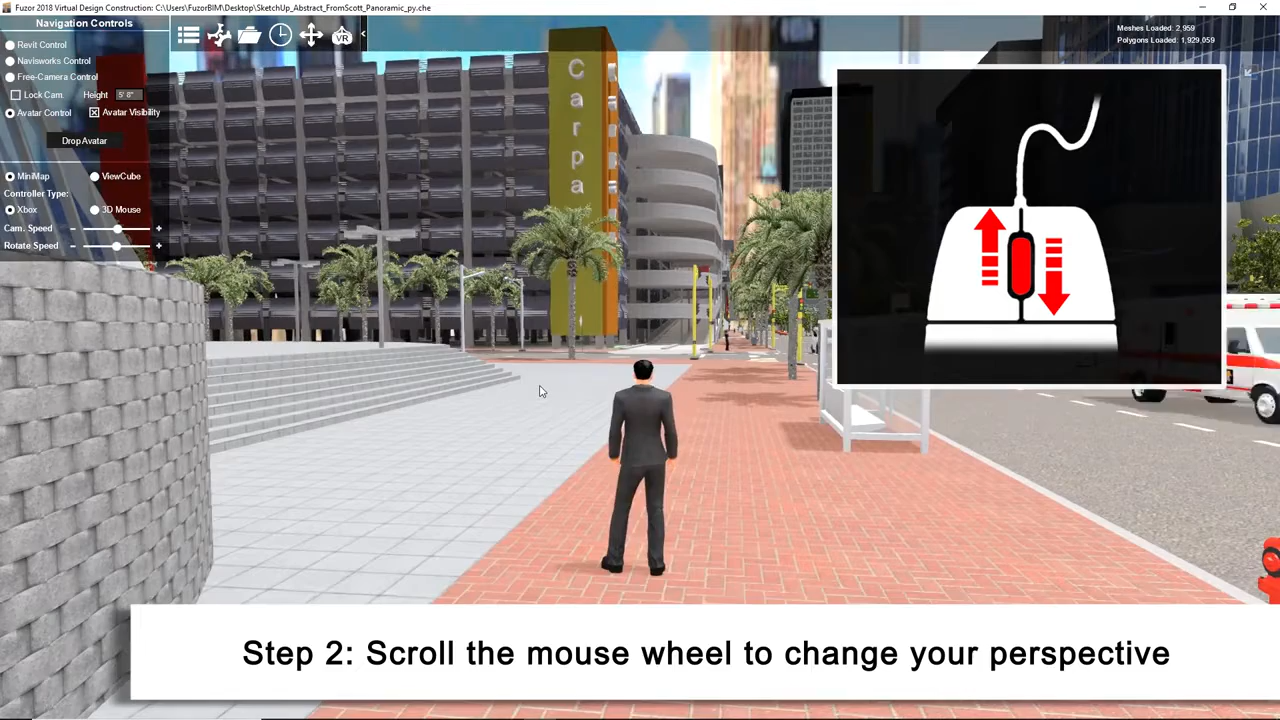 Fuzor 2018 Virtual Design Construction: C:\Users\FuzorBIM\Desktop\SketchUp_Abstract_FromScott_Panoramic_py.che
Navigation Controls
Revit Control
Navisworks Control
Free-Camera Control
Lock Cam. Height 5' 8"
Avatar Control Avatar Visibility
Drop Avatar
MiniMap ViewCube
Controller Type:
Xbox 3D Mouse
Cam. Speed - +
Rotate Speed - +
VR
<
Meshes Loaded: 2,959
Polygons Loaded: 1,929,059
Carpa
Step 2: Scroll the mouse wheel to change your perspective